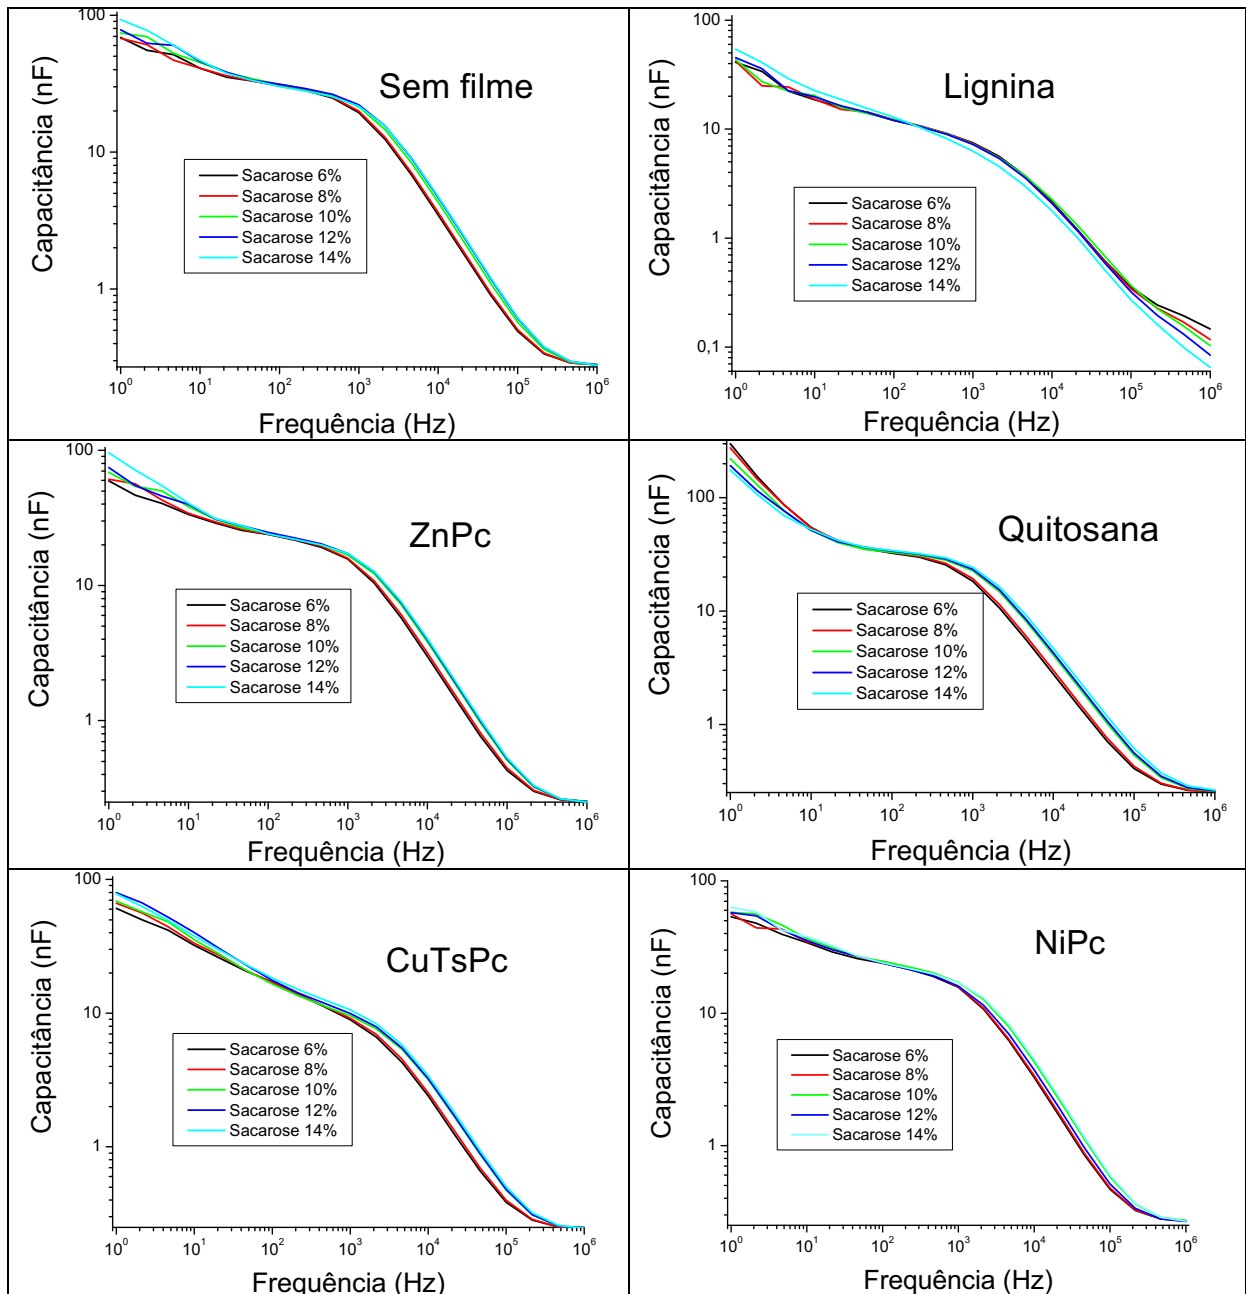 Sem filme
Capacitância (nF)
100
10
1
Sacarose 6%
Sacarose 8%
Sacarose 10%
Sacarose 12%
Sacarose 14%
10⁰ 10¹ 10² 10³ 10⁴ 10⁵ 10⁶
Frequência (Hz)
Lignina
Capacitância (nF)
100
10
1
0,1
Sacarose 6%
Sacarose 8%
Sacarose 10%
Sacarose 12%
Sacarose 14%
10⁰ 10¹ 10² 10³ 10⁴ 10⁵ 10⁶
Frequência (Hz)
ZnPc
Capacitância (nF)
100
10
1
Sacarose 6%
Sacarose 8%
Sacarose 10%
Sacarose 12%
Sacarose 14%
10⁰ 10¹ 10² 10³ 10⁴ 10⁵ 10⁶
Frequência (Hz)
Quitosana
Capacitância (nF)
100
10
1
Sacarose 6%
Sacarose 8%
Sacarose 10%
Sacarose 12%
Sacarose 14%
10⁰ 10¹ 10² 10³ 10⁴ 10⁵ 10⁶
Frequência (Hz)
CuTsPc
Capacitância (nF)
100
10
1
Sacarose 6%
Sacarose 8%
Sacarose 10%
Sacarose 12%
Sacarose 14%
10⁰ 10¹ 10² 10³ 10⁴ 10⁵ 10⁶
Frequência (Hz)
NiPc
Capacitância (nF)
100
10
1
Sacarose 6%
Sacarose 8%
Sacarose 10%
Sacarose 12%
Sacarose 14%
10⁰ 10¹ 10² 10³ 10⁴ 10⁵ 10⁶
Frequência (Hz)